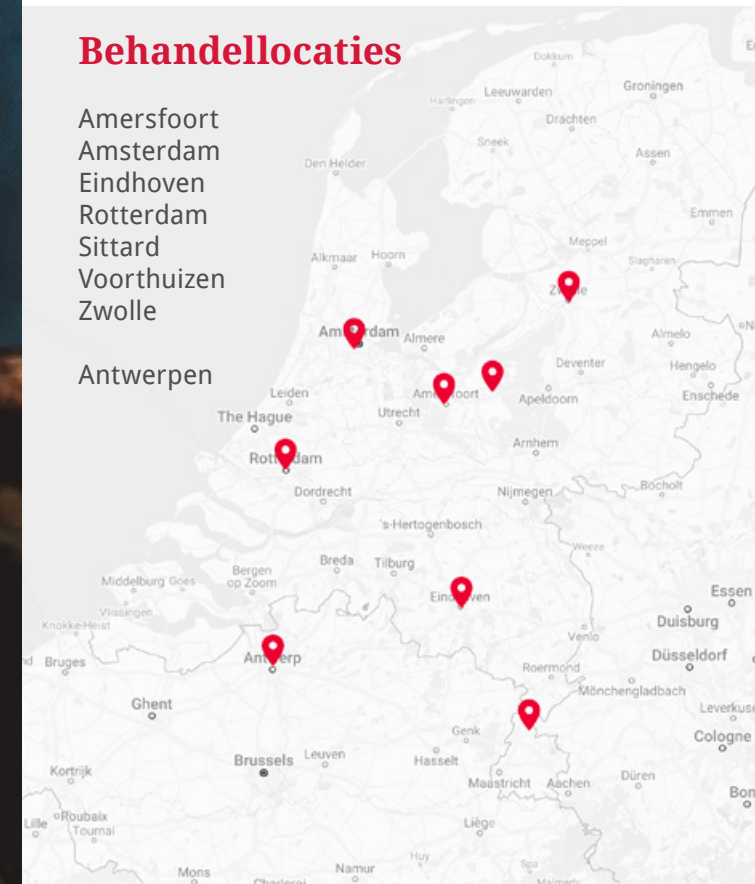 Behandellocaties
Amersfoort
Amsterdam
Eindhoven
Rotterdam
Sittard
Voorthuizen
Zwolle
Antwerpen
Dokkum
Groningen
Leeuwarden
Harlingen
Drachten
Sneek
Assen
Den Helder
Emmen
Meppel
Alkmaar
Hoorn
Slagharen
Almere
Almelo
Deventer
Hengelo
Leiden
Apeldoorn
Enschede
The Hague
Utrecht
Arnhem
Dordrecht
Nijmegen
Bocholt
's-Hertogenbosch
Weeze
Breda
Tilburg
Bergen
op Zoom
Middelburg
Goes
Essen
Vlissingen
Duisburg
Knokke-Heist
Venlo
Bruges
Düsseldorf
Roermond
Mönchengladbach
Ghent
Genk
Cologne
Brussels
Leuven
Hasselt
Kortrijk
Maastricht
Aachen
Düren
Lille
Roubaix
Tournai
Liège
Mons
Namur
Huy
Spa